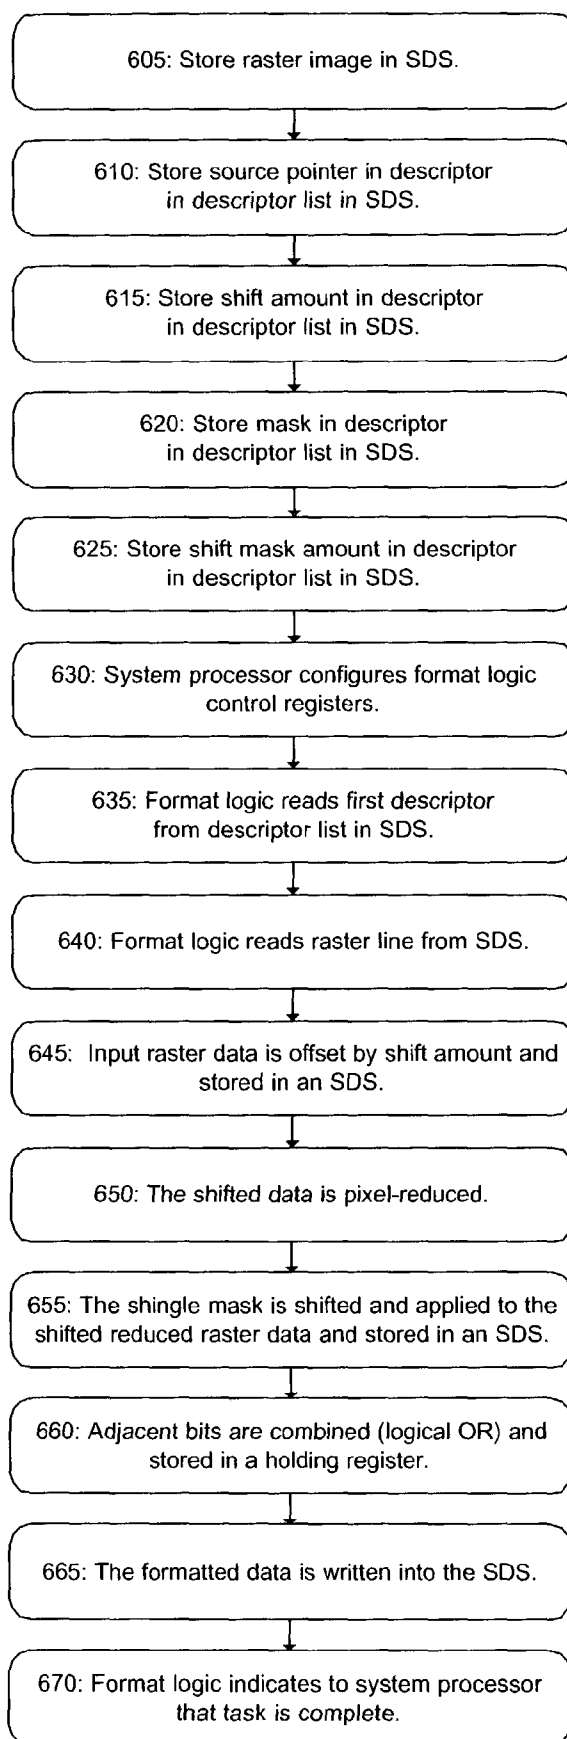 605: Store raster image in SDS.
610: Store source pointer in descriptor
in descriptor list in SDS.
615: Store shift amount in descriptor
in descriptor list in SDS.
620: Store mask in descriptor
in descriptor list in SDS.
625: Store shift mask amount in descriptor
in descriptor list in SDS.
630: System processor configures format logic
control registers.
635: Format logic reads first descriptor
from descriptor list in SDS.
640: Format logic reads raster line from SDS.
645: Input raster data is offset by shift amount and
stored in an SDS.
650: The shifted data is pixel-reduced.
655: The shingle mask is shifted and applied to the
shifted reduced raster data and stored in an SDS.
660: Adjacent bits are combined (logical OR) and
stored in a holding register.
665: The formatted data is written into the SDS.
670: Format logic indicates to system processor
that task is complete.